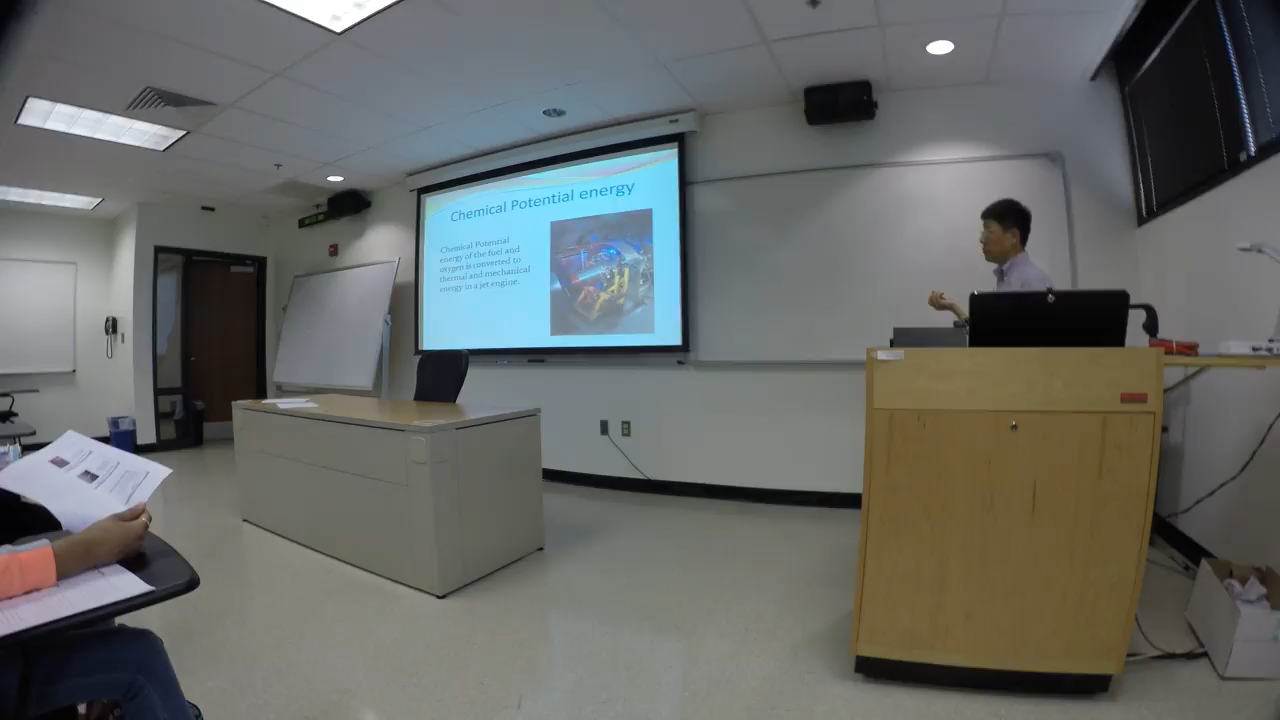 Chemical Potential energy
Chemical Potential
energy of the fuel and
oxygen is converted to
thermal and mechanical
energy in a jet engine.